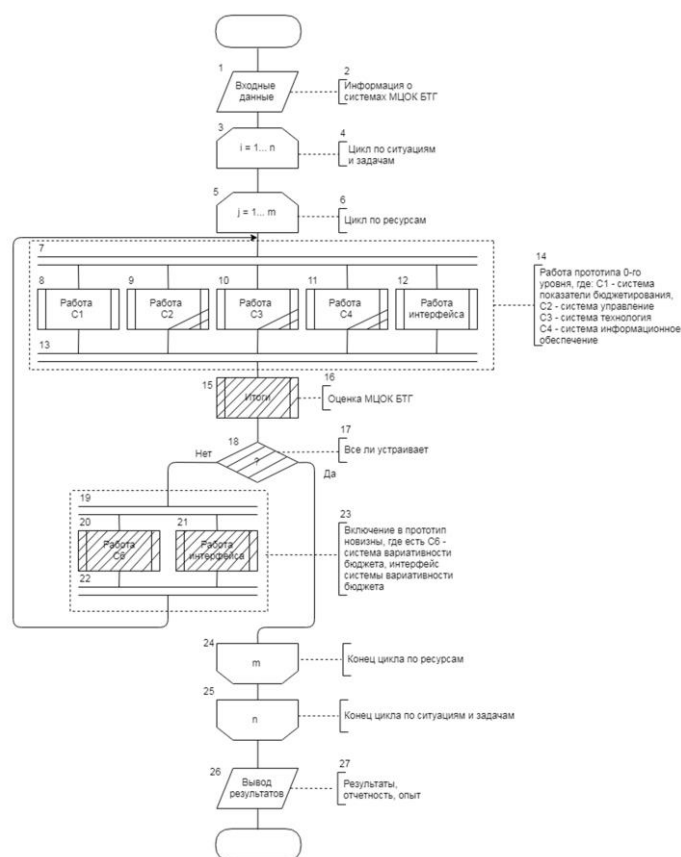 1
Входные
данные
2
Информация о
системах МЦОК БТГ
3
i = 1... n
4
Цикл по ситуациям
и задачам
5
j = 1... m
6
Цикл по ресурсам
7
8
Работа
С1
9
Работа
С2
10
Работа
С3
11
Работа
С4
12
Работа
интерфейса
13
14
Работа прототипа 0-го
уровня, где: С1 - система
показатели бюджетирования,
С2 - система управление
С3 - система технология
С4 - система информационное
обеспечение
15
Итоги
16
Оценка МЦОК БТГ
17
Все ли устраивает
18
?
Нет
Да
19
20
Работа
С6
21
Работа
интерфейса
22
23
Включение в прототип
новизны, где есть С6 -
система вариативности
бюджета, интерфейс
системы вариативности
бюджета
24
m
Конец цикла по ресурсам
25
n
Конец цикла по ситуациям и задачам
26
Вывод
результатов
27
Результаты,
отчетность, опыт